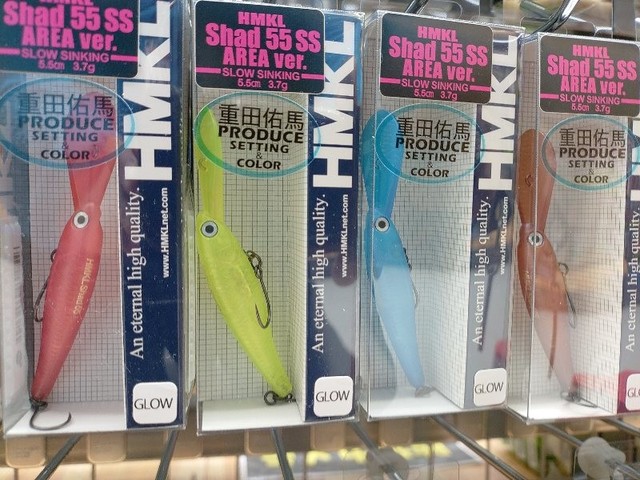 HMKL
Shad 55 SS
AREA ver.
SLOW SINKING
5.5cm 3.7g
重田佑馬
PRODUCE
SETTING
&
COLOR
HMKL
An eternal high quality.
www.HMKLnet.com
HMKL Shad 55
GLOW
HMKL
Shad 55 SS
AREA ver.
SLOW SINKING
5.5cm 3.7g
重田佑馬
PRODUCE
SETTING
&
COLOR
HMKL
An eternal high quality.
www.HMKLnet.com
GLOW
HMKL
Shad 55 SS
AREA ver.
SLOW SINKING
5.5cm 3.7g
重田佑馬
PRODUCE
SETTING
&
COLOR
HMKL
An eternal high quality.
www.HMKLnet.com
GLOW
HMKL
Shad 55 SS
AREA ver.
SLOW SINKING
5.5cm 3.7g
重田佑馬
PRODUCE
SETTING
&
COLOR